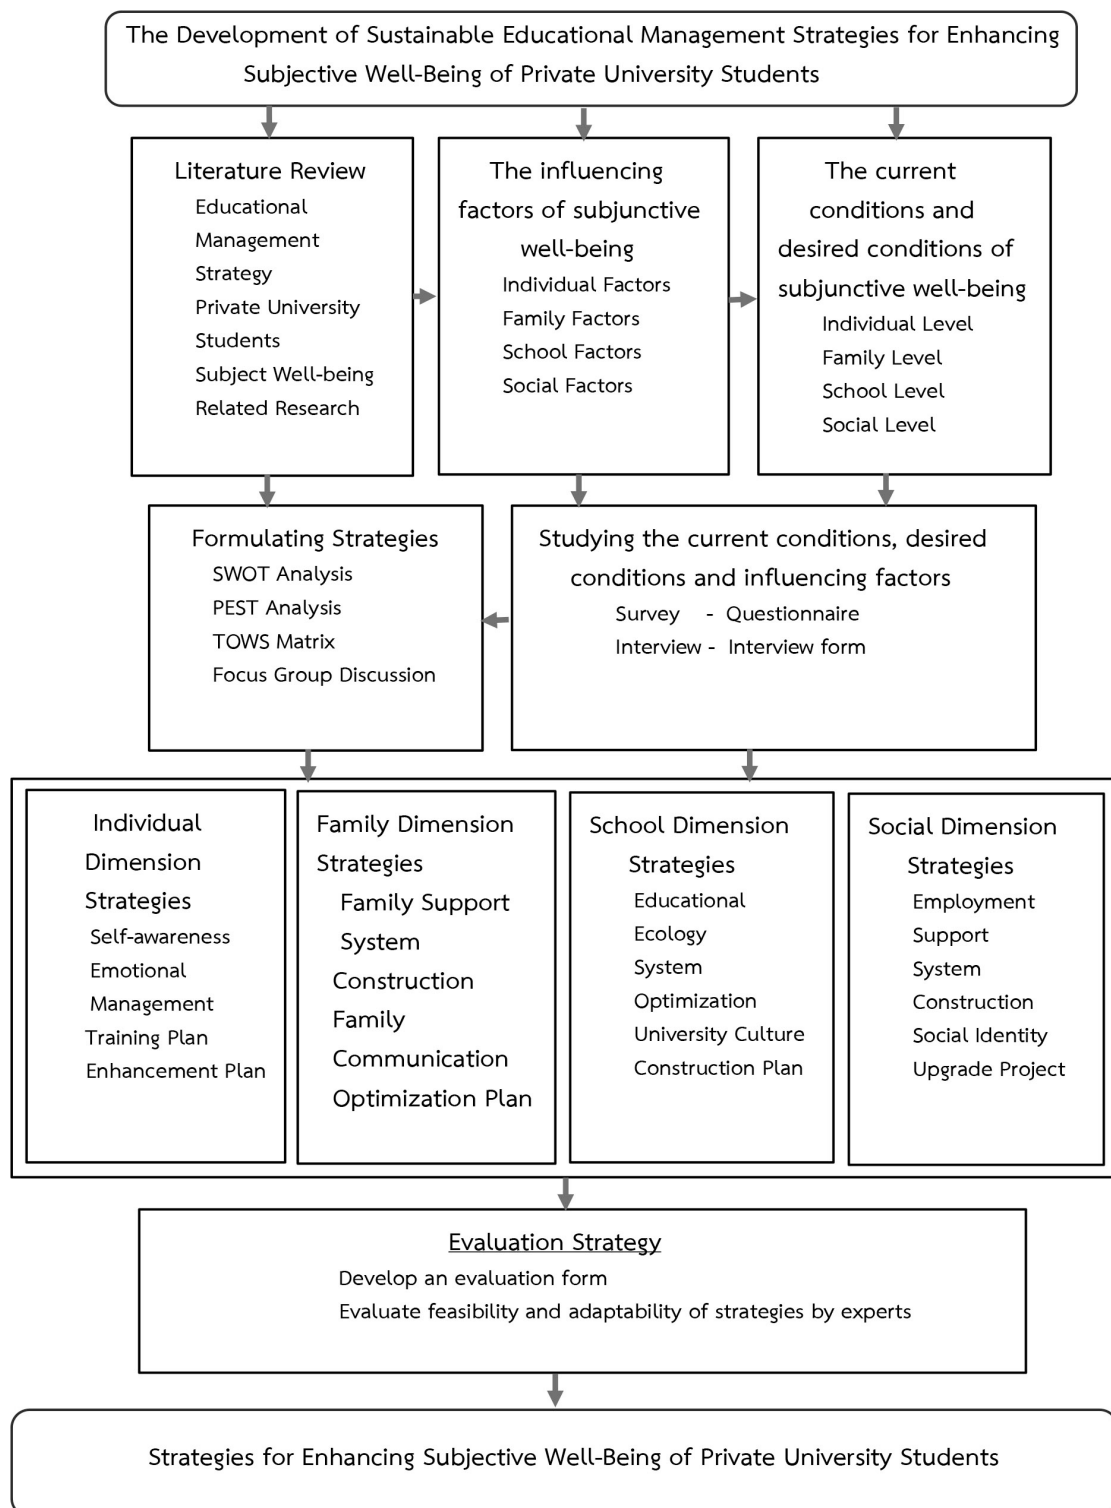 The Development of Sustainable Educational Management Strategies for Enhancing
Subjective Well-Being of Private University Students
Literature Review
Educational
Management
Strategy
Private University
Students
Subject Well-being
Related Research
The influencing
factors of subjunctive
well-being
Individual Factors
Family Factors
School Factors
Social Factors
The current
conditions and
desired conditions of
subjunctive well-being
Individual Level
Family Level
School Level
Social Level
Formulating Strategies
SWOT Analysis
PEST Analysis
TOWS Matrix
Focus Group Discussion
Studying the current conditions, desired
conditions and influencing factors
Survey - Questionnaire
Interview - Interview form
Individual
Dimension
Strategies
Self-awareness
Emotional
Management
Training Plan
Enhancement Plan
Family Dimension
Strategies
Family Support
System
Construction
Family
Communication
Optimization Plan
School Dimension
Strategies
Educational
Ecology
System
Optimization
University Culture
Construction Plan
Social Dimension
Strategies
Employment
Support
System
Construction
Social Identity
Upgrade Project
Evaluation Strategy
Develop an evaluation form
Evaluate feasibility and adaptability of strategies by experts
Strategies for Enhancing Subjective Well-Being of Private University Students